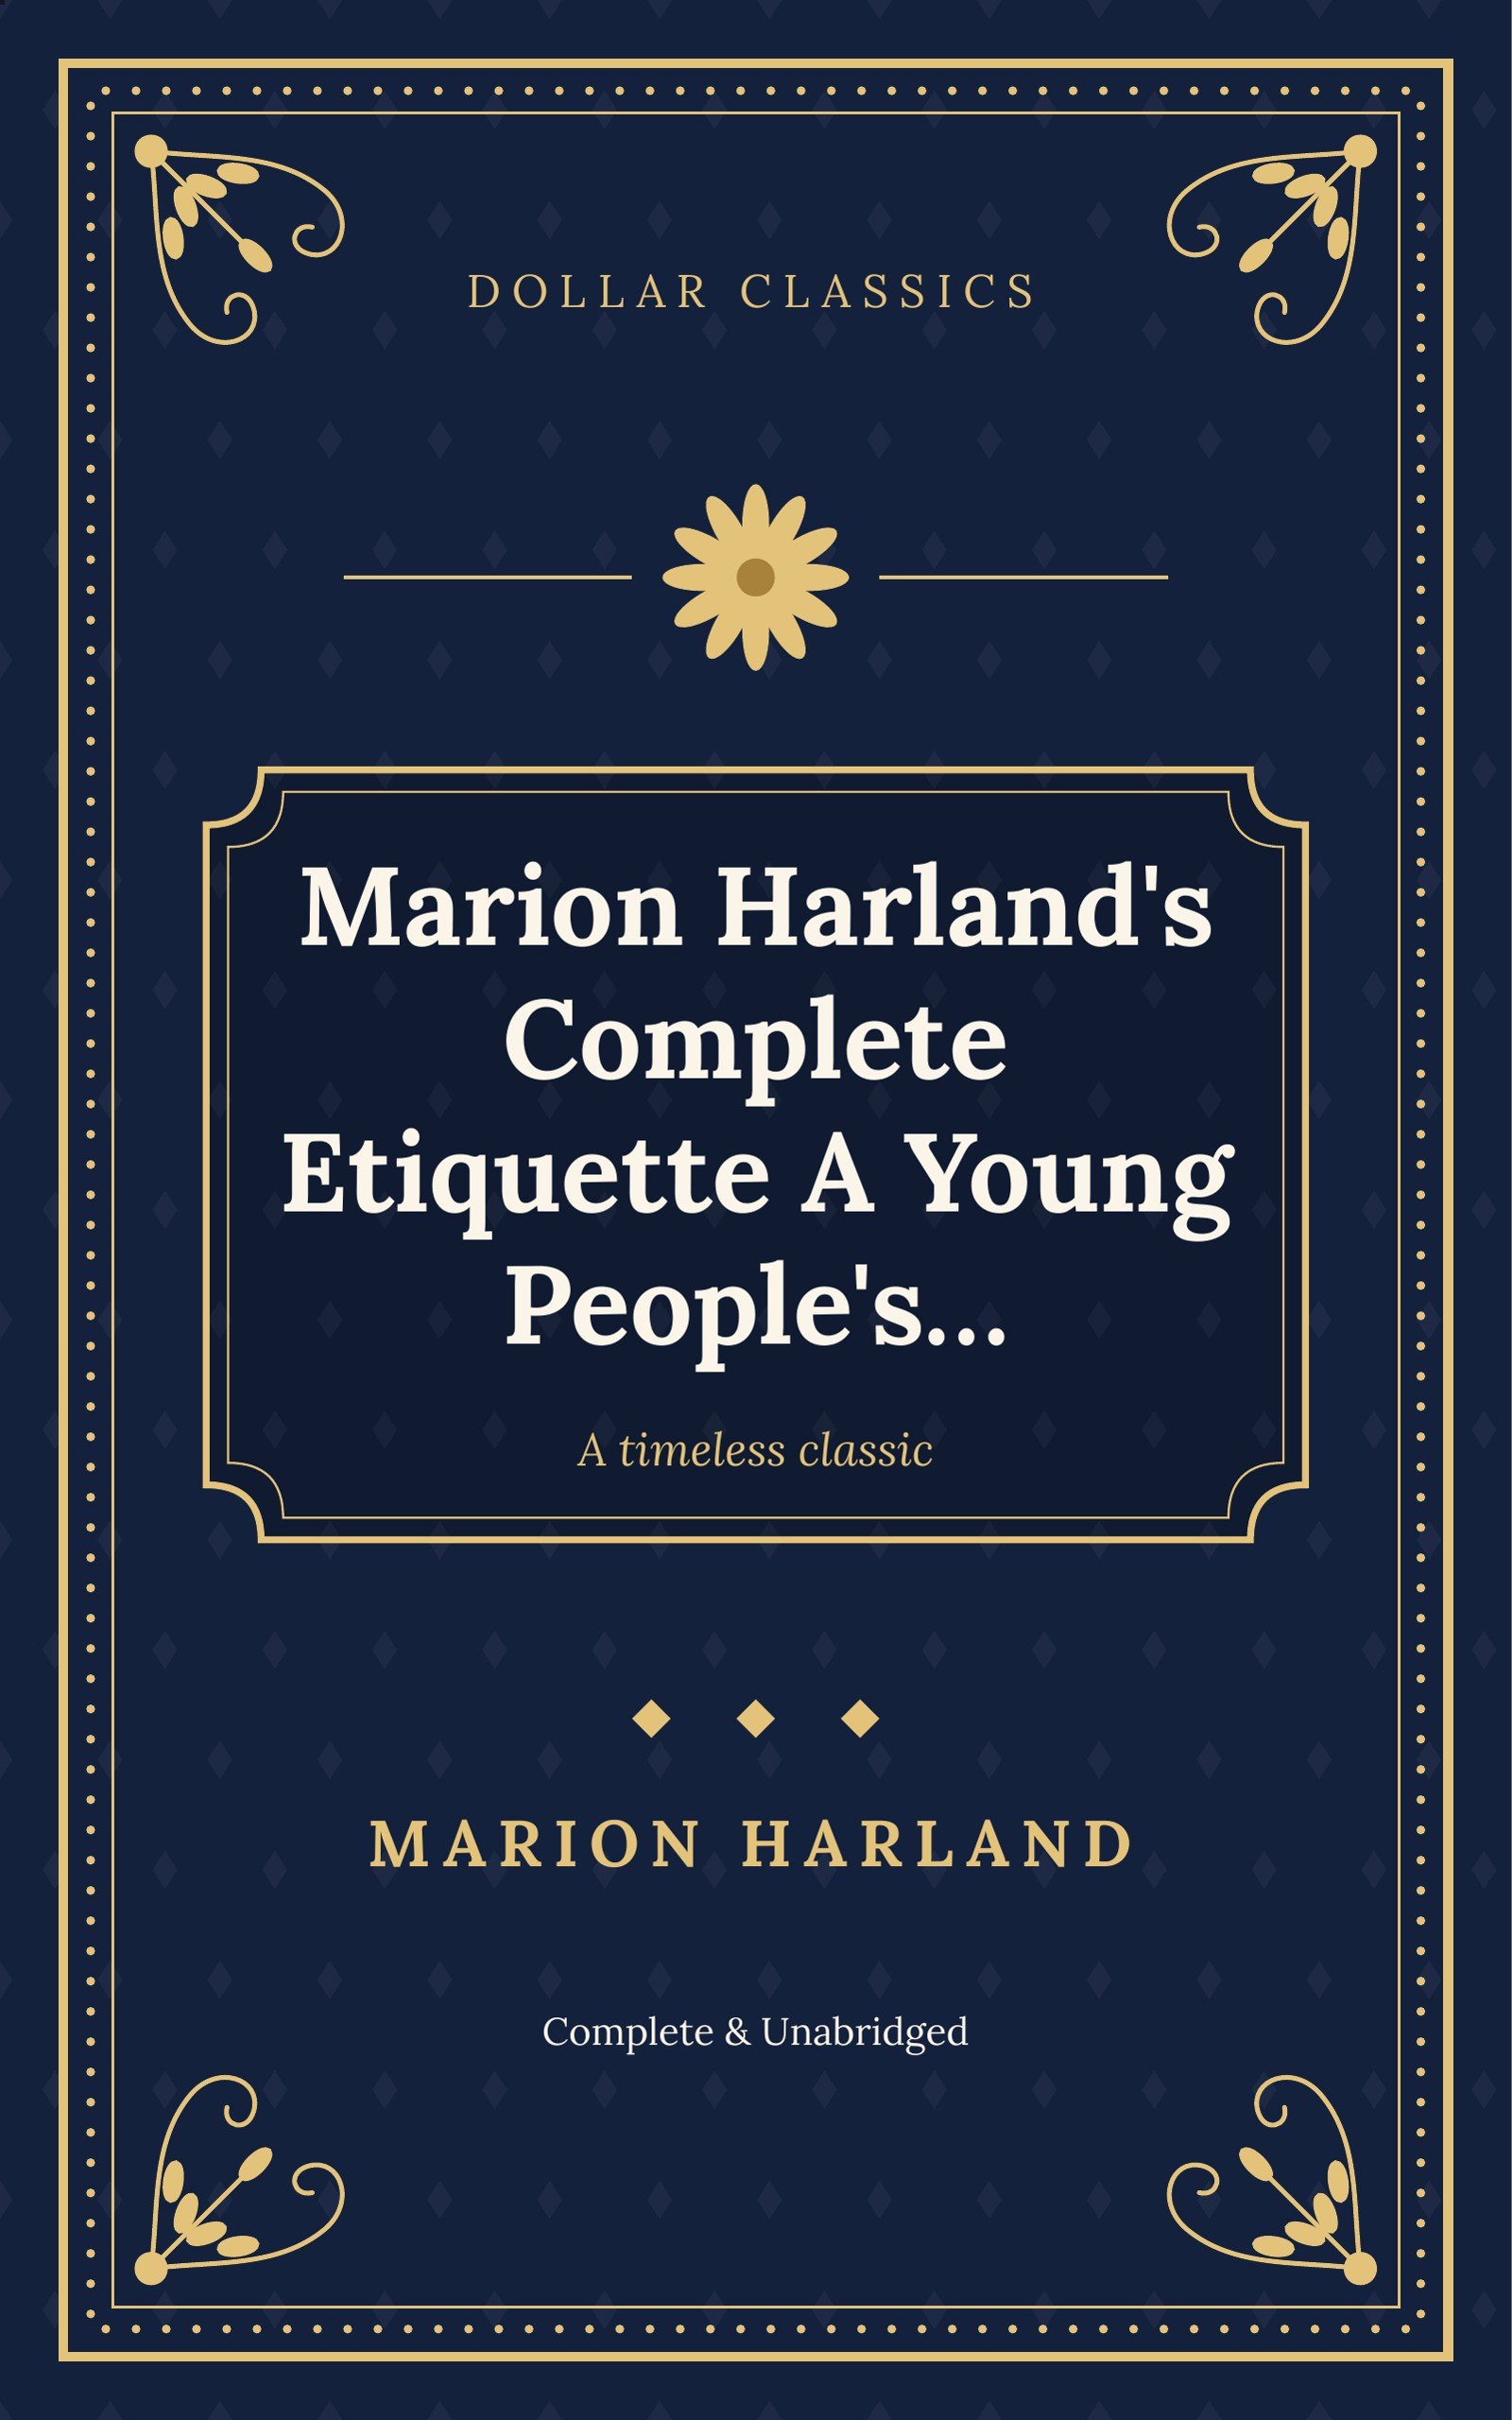 DOLLAR CLASSICS
Marion Harland's
Complete
Etiquette A Young
People's...
A timeless classic
MARION HARLAND
Complete & Unabridged